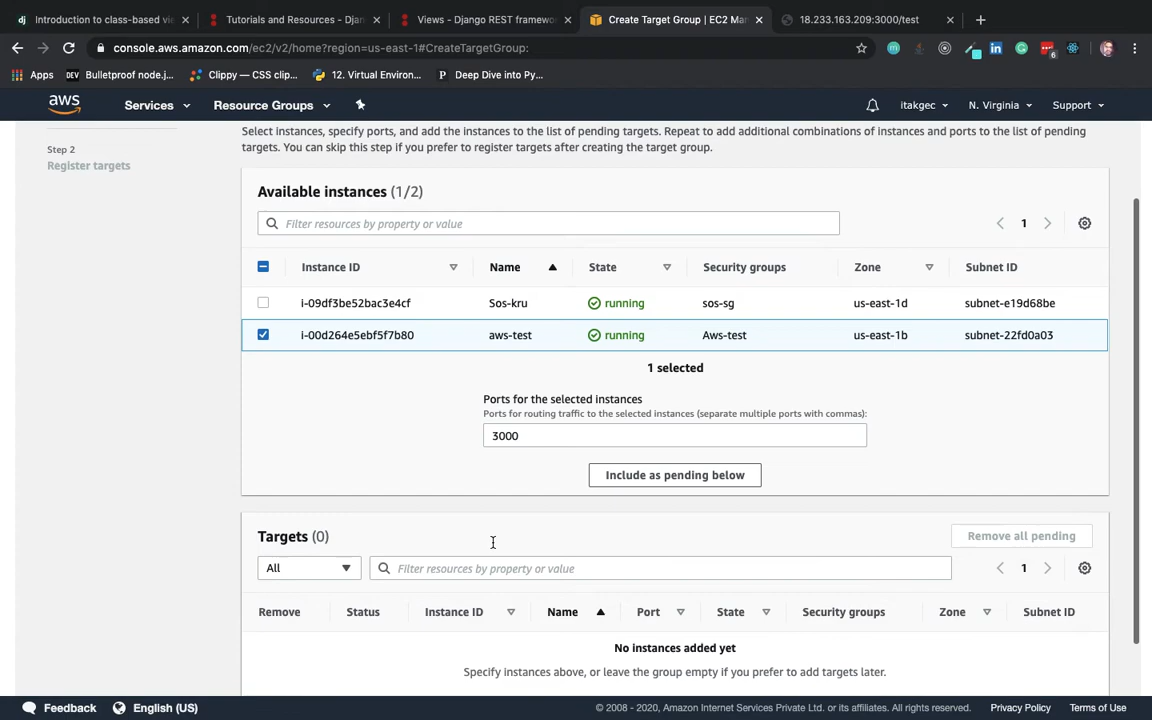 Introduction to class-based vie
Tutorials and Resources - Djan
Views - Django REST framewor
Create Target Group | EC2 Man
18.233.163.209:3000/test
console.aws.amazon.com/ec2/v2/home?region=us-east-1#CreateTargetGroup:
6
Apps
DEV Bulletproof node.j...
Clippy — CSS clip...
12. Virtual Environ...
P Deep Dive into Py...
aws
Services
Resource Groups
itakgec
N. Virginia
Support
Select instances, specify ports, and add the instances to the list of pending targets. Repeat to add additional combinations of instances and ports to the list of pending
targets. You can skip this step if you prefer to register targets after creating the target group.
Step 2
Register targets
Available instances (1/2)
Filter resources by property or value
1
Instance ID Name State Security groups Zone Subnet ID
i-09df3be52bac3e4cf Sos-kru running sos-sg us-east-1d subnet-e19d68be
i-00d264e5ebf5f7b80 aws-test running Aws-test us-east-1b subnet-22fd0a03
1 selected
Ports for the selected instances
Ports for routing traffic to the selected instances (separate multiple ports with commas):
3000
Include as pending below
Targets (0)
Remove all pending
All
Filter resources by property or value
1
Remove Status Instance ID Name Port State Security groups Zone Subnet ID
No instances added yet
Specify instances above, or leave the group empty if you prefer to add targets later.
Feedback
English (US)
© 2008 - 2020, Amazon Internet Services Private Ltd. or its affiliates. All rights reserved.
Privacy Policy
Terms of Use